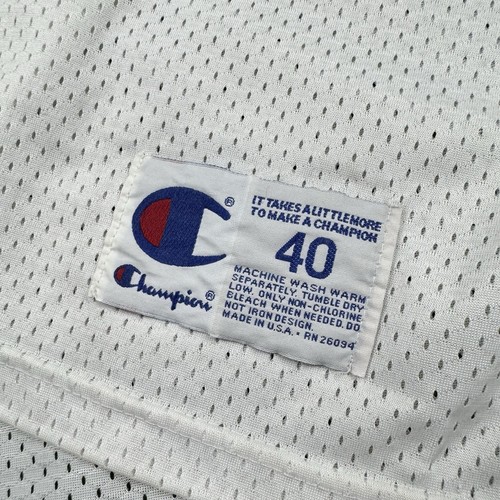 ®
IT TAKES A LITTLE MORE
TO MAKE A CHAMPION
40
Champion®
MACHINE WASH WARM
SEPARATELY. TUMBLE DRY
LOW. ONLY NON-CHLORINE
BLEACH WHEN NEEDED. DO
NOT IRON DESIGN.
MADE IN U.S.A. • RN 26094